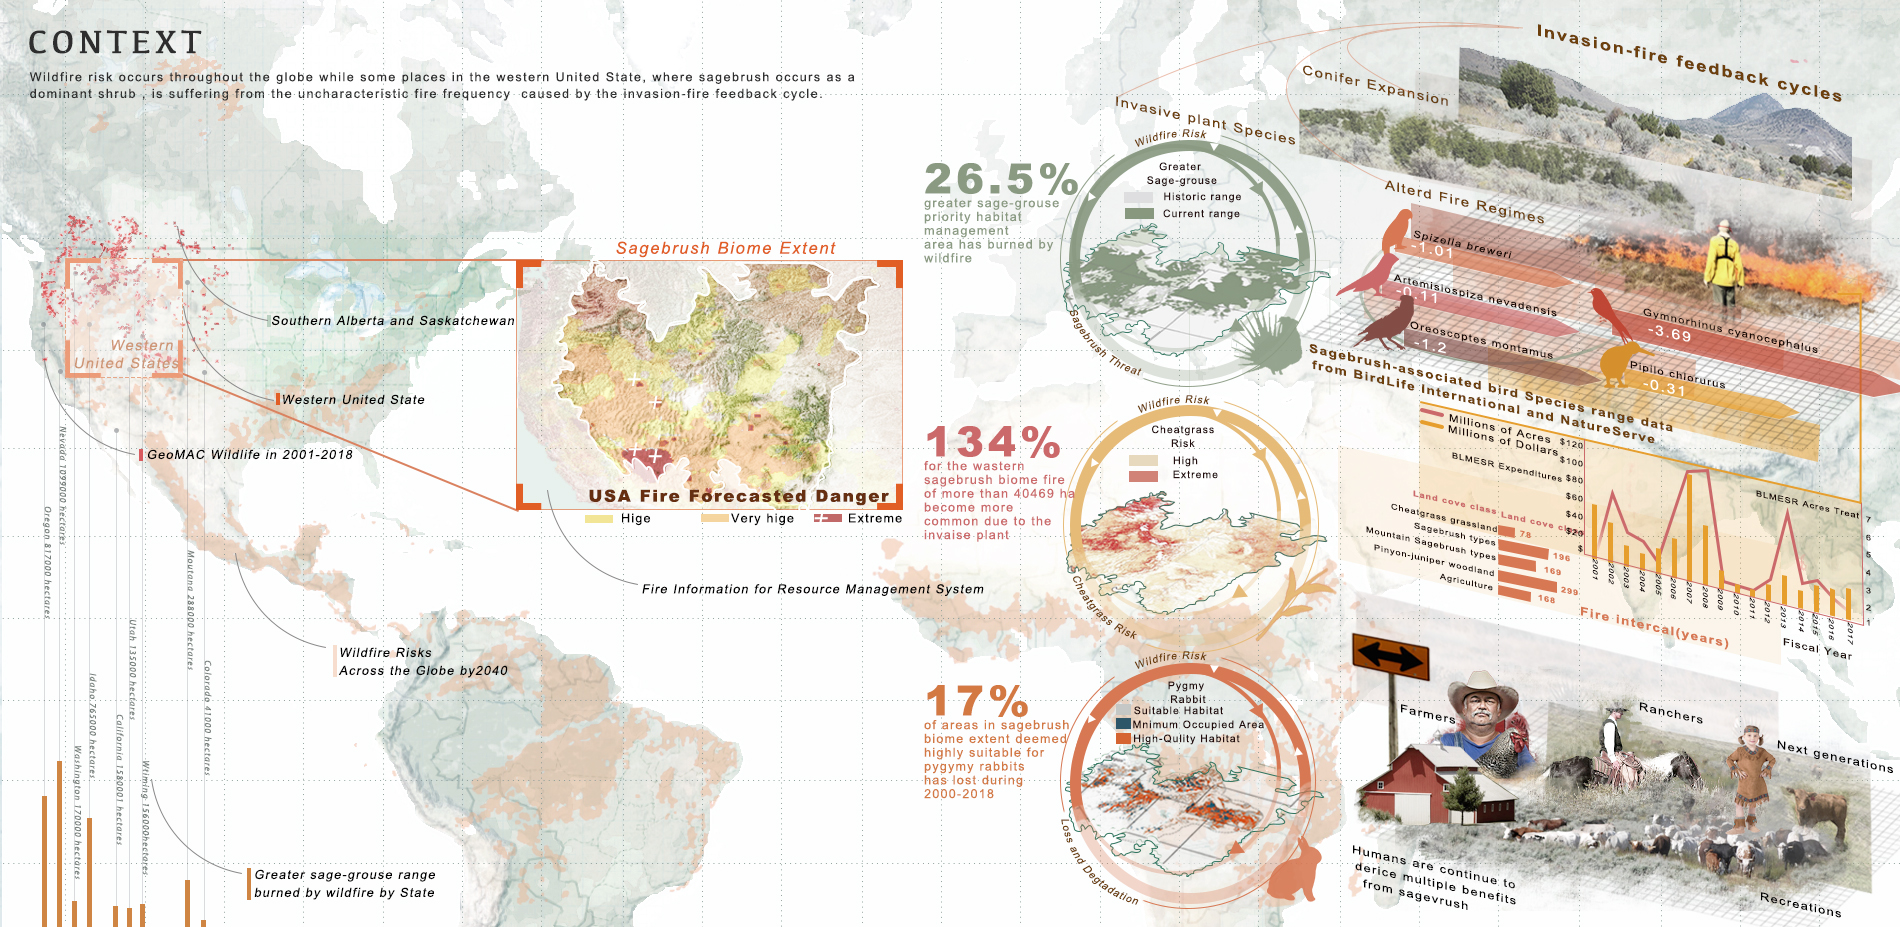 CONTEXT
Wildfire risk occurs throughout the globe while some places in the western United State, where sagebrush occurs as a
dominant shrub , is suffering from the uncharacteristic fire frequency caused by the invasion-fire feedback cycle.
Western
United States
Southern Alberta and Saskatchewan
Western United State
GeoMAC Wildlife in 2001-2018
Sagebrush Biome Extent
USA Fire Forecasted Danger
Hige
Very hige
Extreme
Fire Information for Resource Management System
Wildfire Risks
Across the Globe by2040
Oregon 817000 hectares
Nevada 1099000 hectares
Washington 170000 hectares
Idaho 765000 hectares
California 1580001 hectares
Utah 135000 hectares
Wtiming 156000hectares
Moutana 288000 hectares
Colorada 41000 hectares
Greater sage-grouse range
burned by wildfire by State
26.5%
greater sage-grouse
priority habitat
management
area has burned by
wildfire
Wildfire Risk
Greater
Sage-grouse
Historic range
Current range
Sagebrush Threat
134%
for the wastern
sagebrush biome fire
of more than 40469 ha
become more
common due to the
invaise plant
Wildfire Risk
Cheatgrass
Risk
High
Extreme
Cheatgrass Risk
17%
of areas in sagebrush
biome extent deemed
highly suitable for
pygymy rabbits
has lost during
2000-2018
Wildfire Risk
Pygmy
Rabbit
Suitable Habitat
Mnimum Occupied Area
High-Qulity Habitat
Loss and Degtadation
Invasion-fire feedback cycles
Conifer Expansion
Invasive plant Species
Alterd Fire Regimes
Spizella breweri
-1.01
Artemisiospiza nevadensis
-0.11
Oreoscoptes montamus
-1.2
Gymnorhinus cyanocephalus
-3.69
Pipilo chlorurus
-0.31
Sagebrush-associated bird Species range data
from BirdLife International and NatureServe
Millions of Acres
Millions of Dollars
BLMESR Expenditures
$120
$100
$80
$60
$40
$20
$
BLMESR Acres Treat
7
6
5
4
3
2
1
2001
2002
2003
2004
2005
2006
2007
2008
2009
2010
2011
2012
2013
2014
2015
2016
2017
Fiscal Year
Land cove class
Land cove cl
Cheatgrass grassland
78
Sagebrush types
196
Mountain Sagebrush types
169
Pinyon-juniper woodland
299
Agriculture
168
Fire intercal(years)
Farmers
Ranchers
Next generations
Humans are continue to
derice multiple benefits
from sagevrush
Recreations